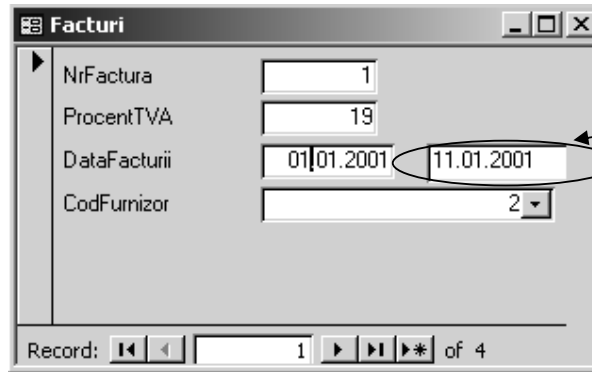 Facturi
NrFactura 1
ProcentTVA 19
DataFacturii 01.01.2001 11.01.2001
CodFurnizor 2
Record: 1 of 4